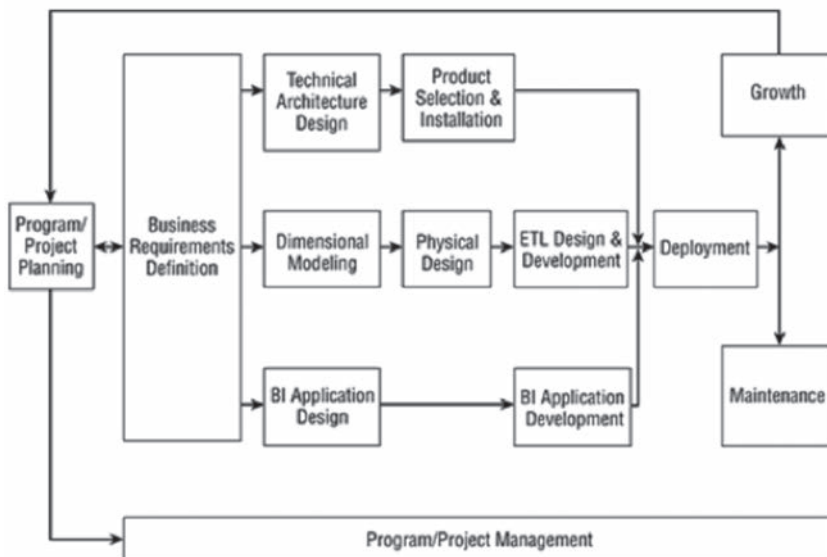 Technical
Architecture
Design
Product
Selection &
Installation
Growth
Program/
Project
Planning
Business
Requirements
Definition
Dimensional
Modeling
Physical
Design
ETL Design &
Development
Deployment
BI Application
Design
BI Application
Development
Maintenance
Program/Project Management